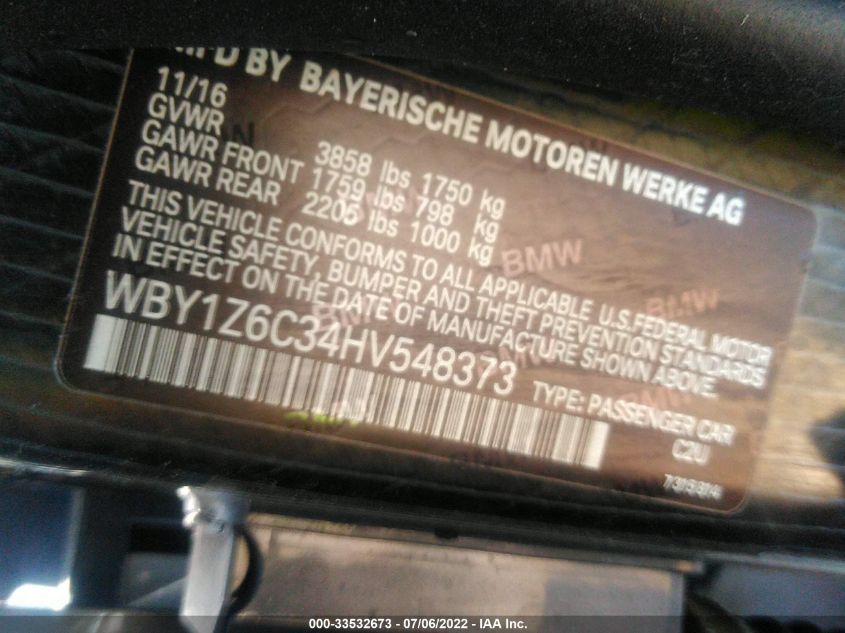 MFD BY BAYERISCHE MOTOREN WERKE AG
11/16
GVWR 3858 lbs 1750 kg
GAWR FRONT 1759 lbs 798 kg
GAWR REAR 2205 lbs 1000 kg
THIS VEHICLE CONFORMS TO ALL APPLICABLE U.S. FEDERAL MOTOR
VEHICLE SAFETY, BUMPER AND THEFT PREVENTION STANDARDS
IN EFFECT ON THE DATE OF MANUFACTURE SHOWN ABOVE.
WBY1Z6C34HV548373 TYPE: PASSENGER CAR
C2U
BMW
BMW
000-33532673 - 07/06/2022 - IAA Inc.